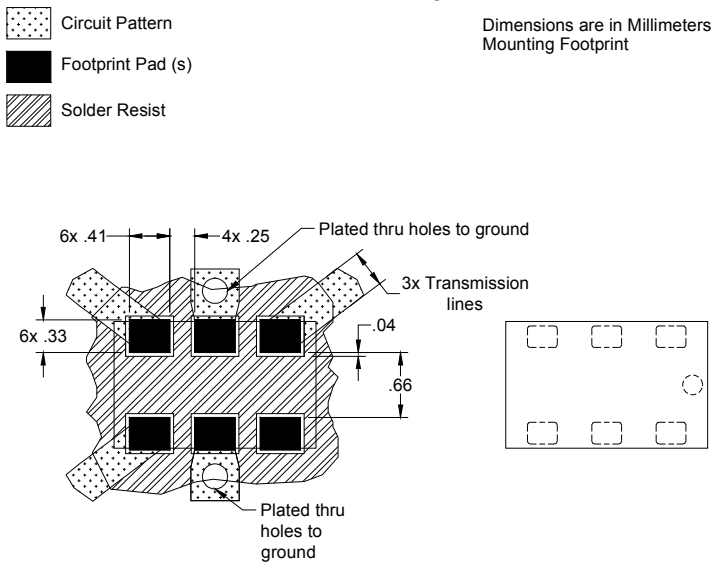 Circuit Pattern
Dimensions are in Millimeters
Mounting Footprint
Footprint Pad (s)
Solder Resist
6x .41
4x .25
Plated thru holes to ground
3x Transmission
lines
6x .33
.04
.66
Plated thru
holes to
ground